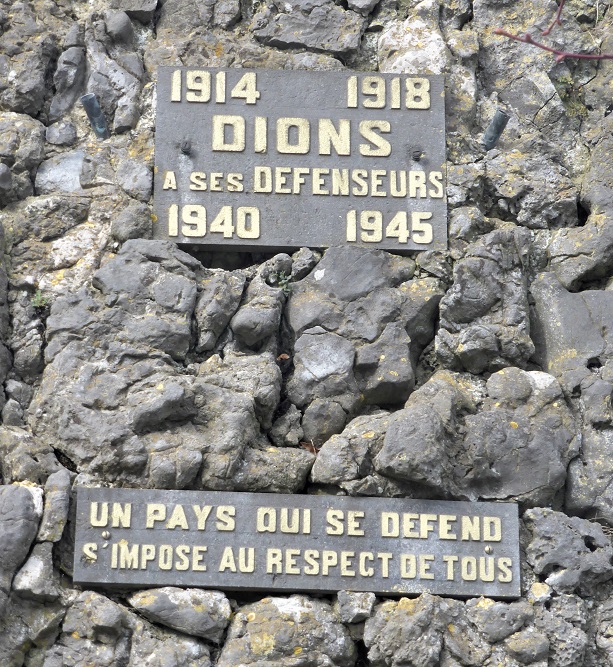 1914 1918
DIONS
A SES DEFENSEURS
1940 1945
UN PAYS QUI SE DEFEND
S'IMPOSE AU RESPECT DE TOUS